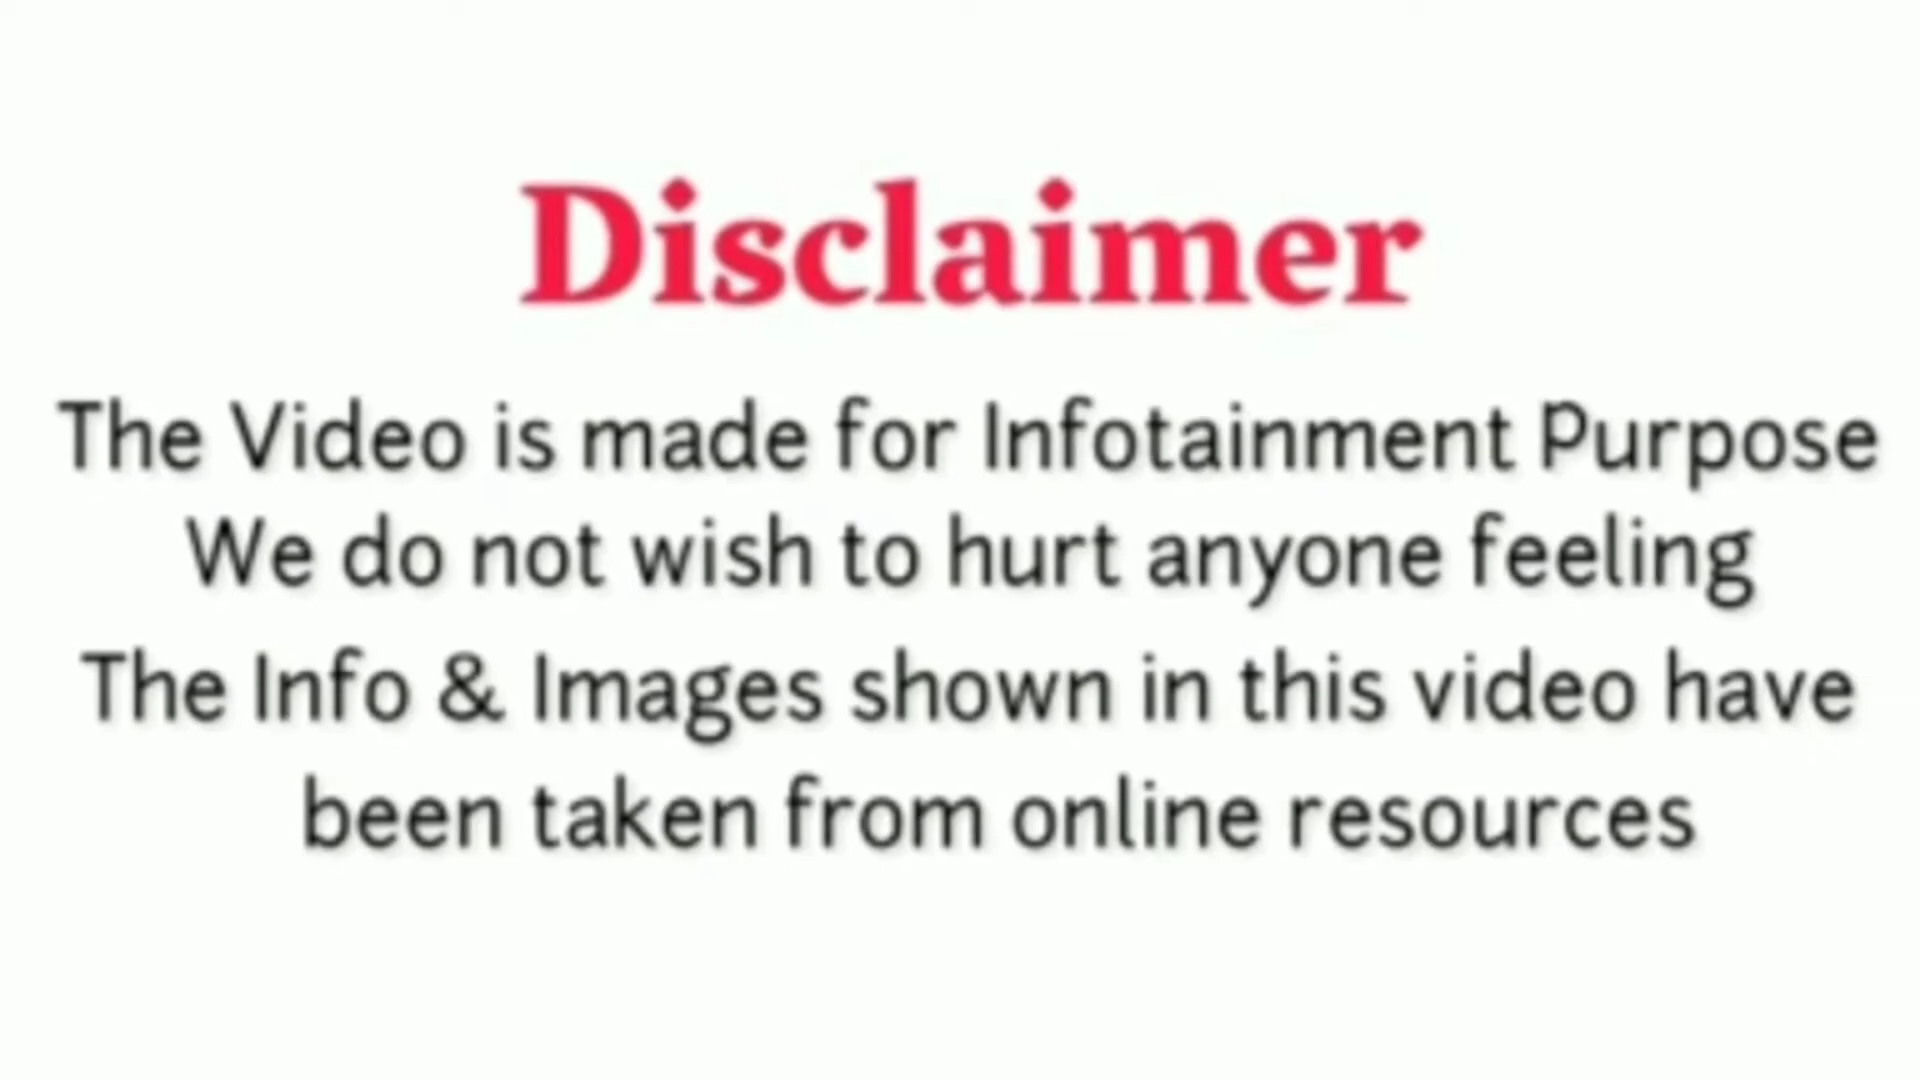 Disclaimer
The Video is made for Infotainment Purpose
We do not wish to hurt anyone feeling
The Info & Images shown in this video have
been taken from online resources